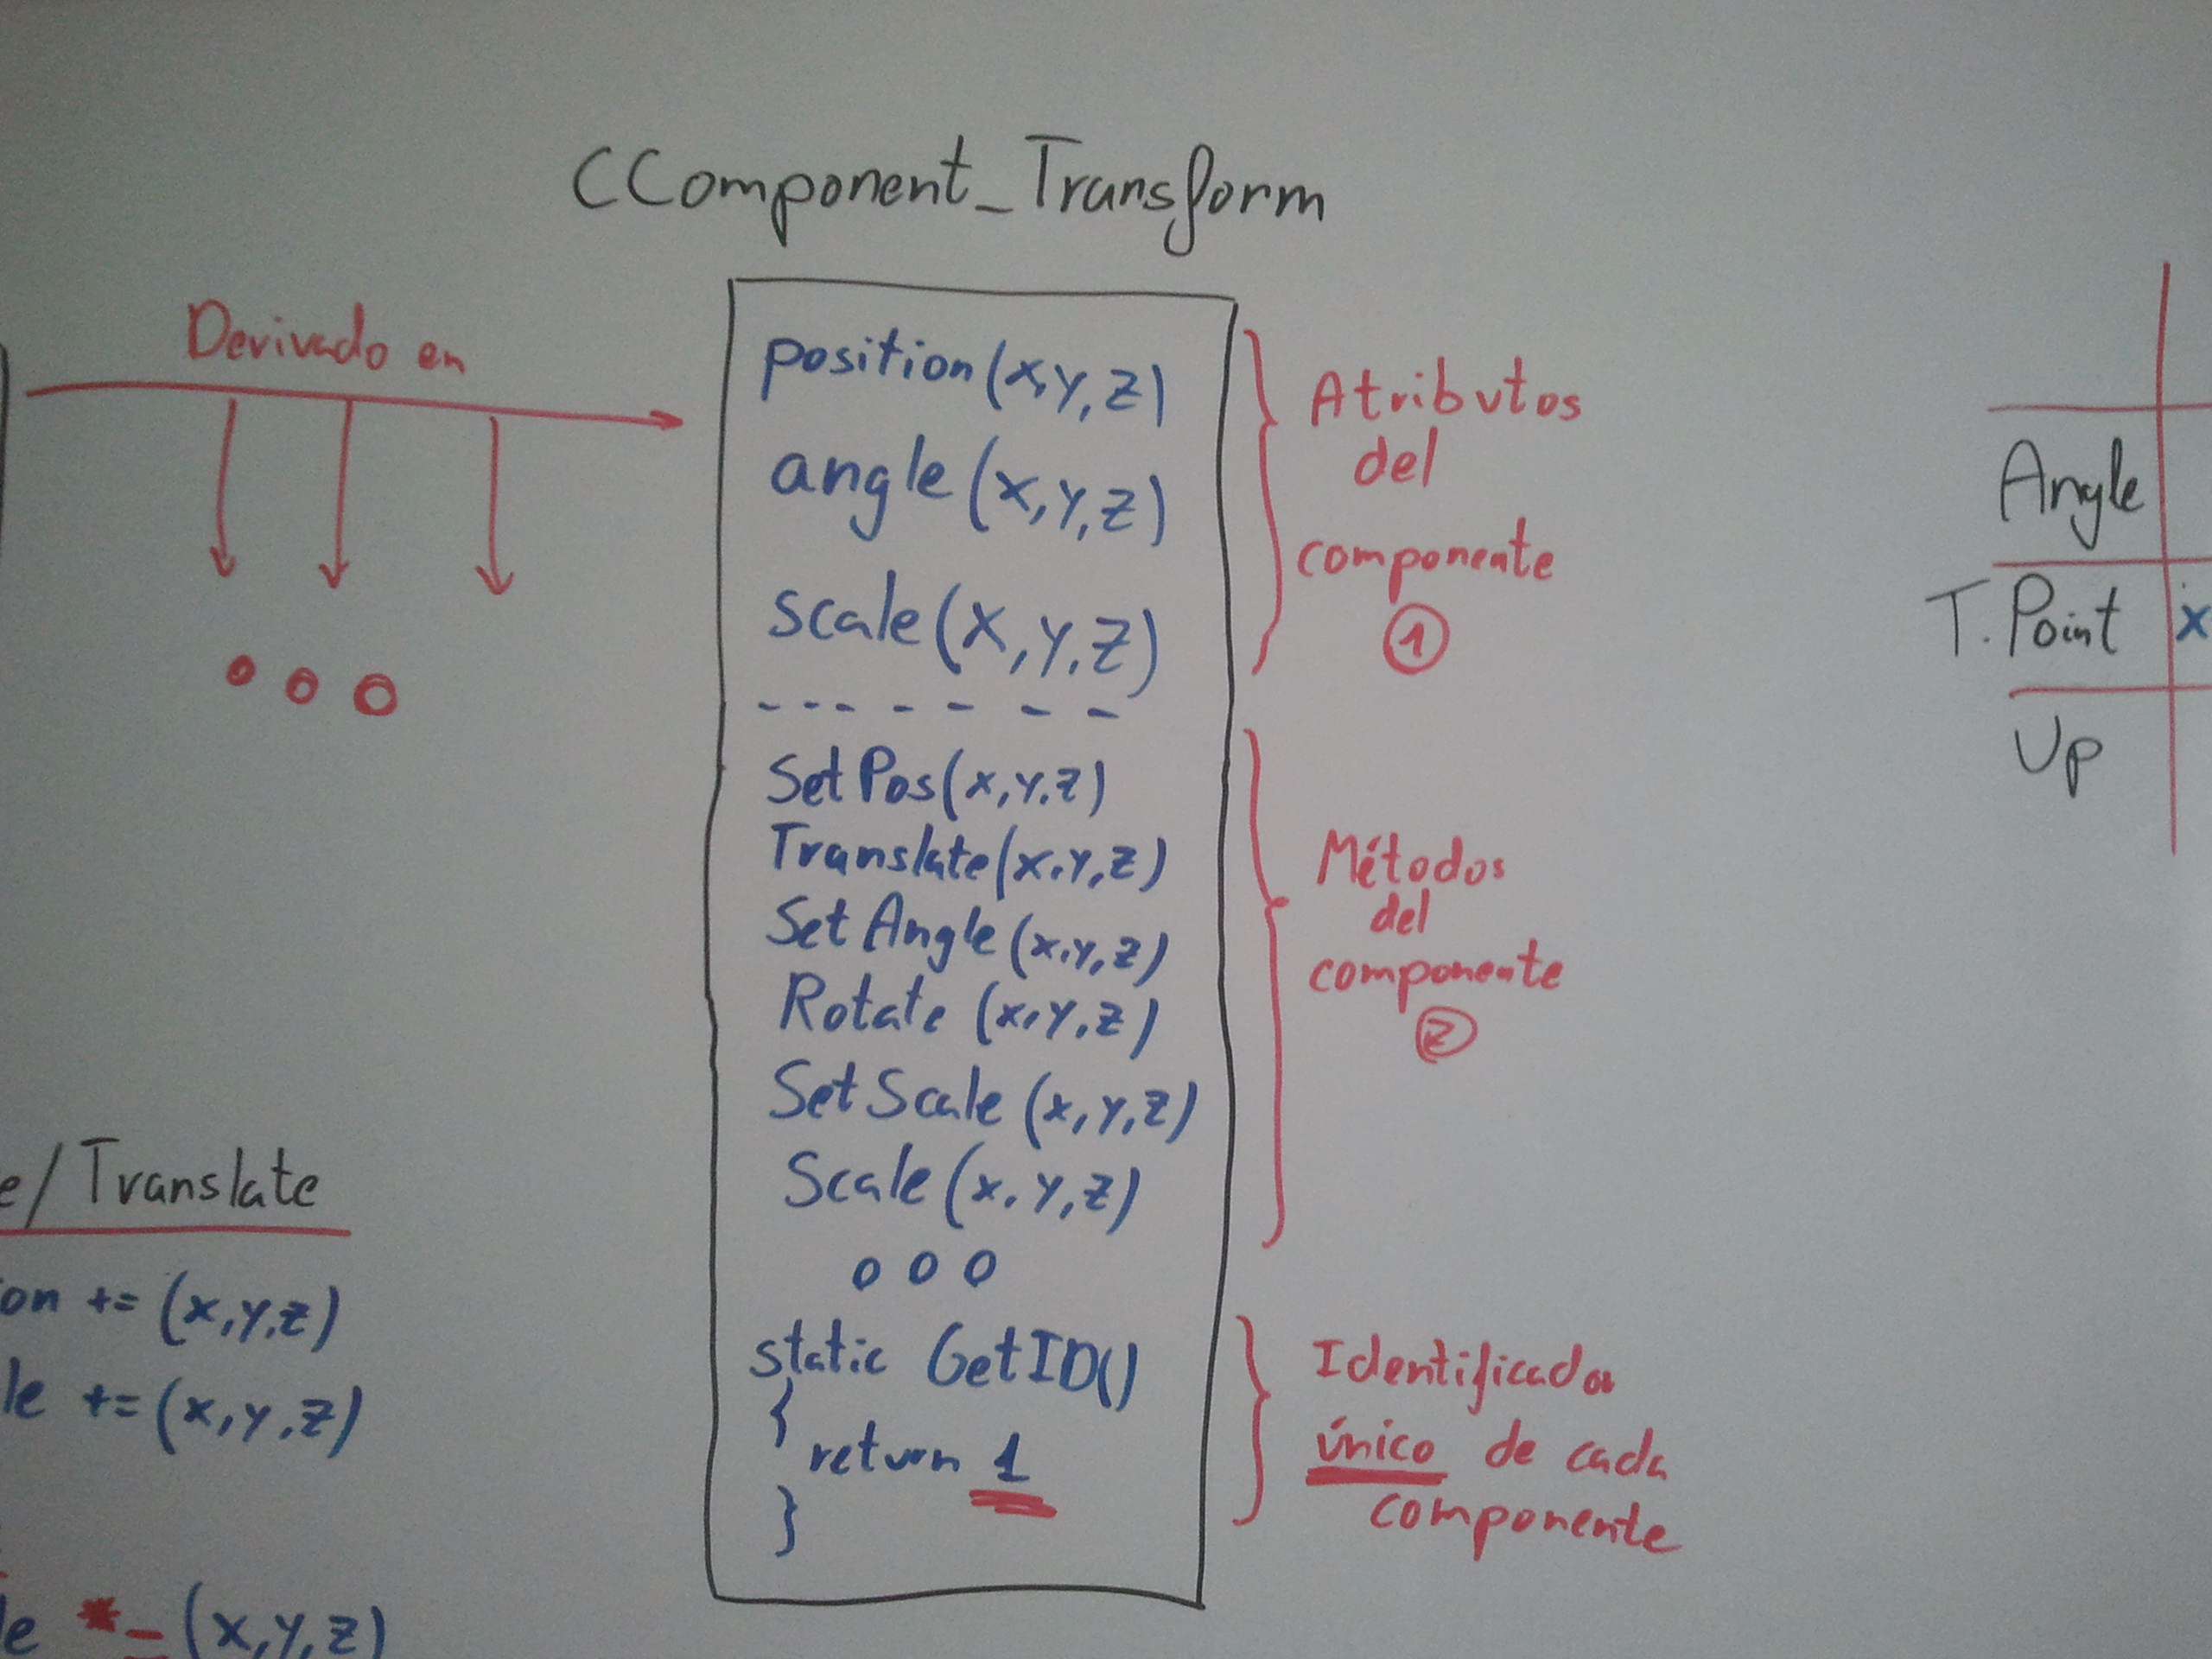 CComponent_Transform
Derivado en
position(x,y,z)
angle(x,y,z)
scale(x,y,z)
Atributos
del
componente
1
SetPos(x,y,z)
Translate(x,y,z)
SetAngle(x,y,z)
Rotate (x,y,z)
SetScale (x,y,z)
Scale(x,y,z)
ooo
Métodos
del
componente
2
static GetID()
{
return 1
}
Identificador
único de cada
componente
e/Translate
on += (x,y,z)
le += (x,y,z)
le *= (x,y,z)
Angle
T.Point x
Up